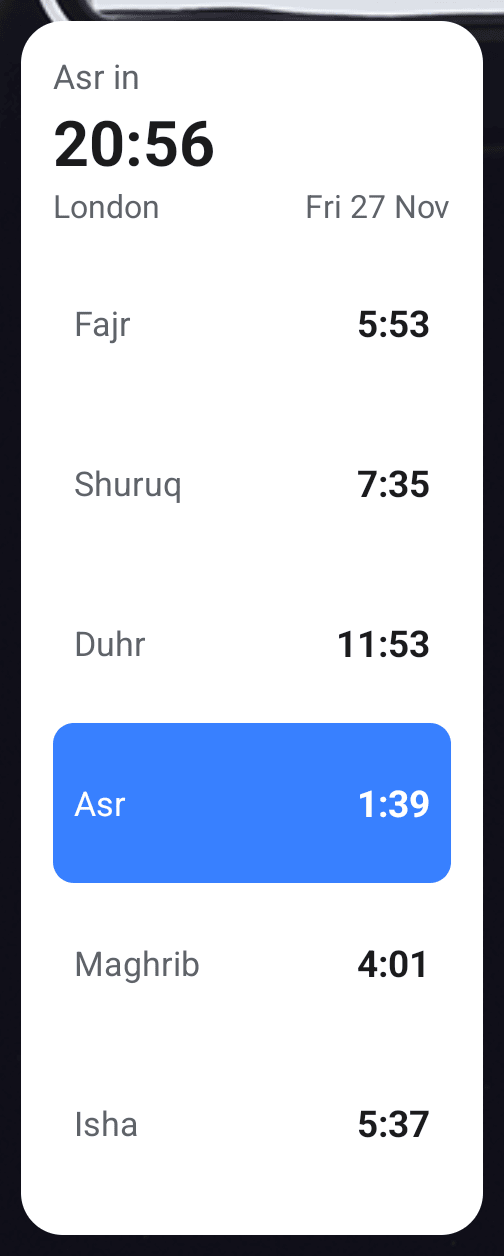 Asr in
20:56
London Fri 27 Nov
Fajr 5:53
Shuruq 7:35
Duhr 11:53
Asr 1:39
Maghrib 4:01
Isha 5:37